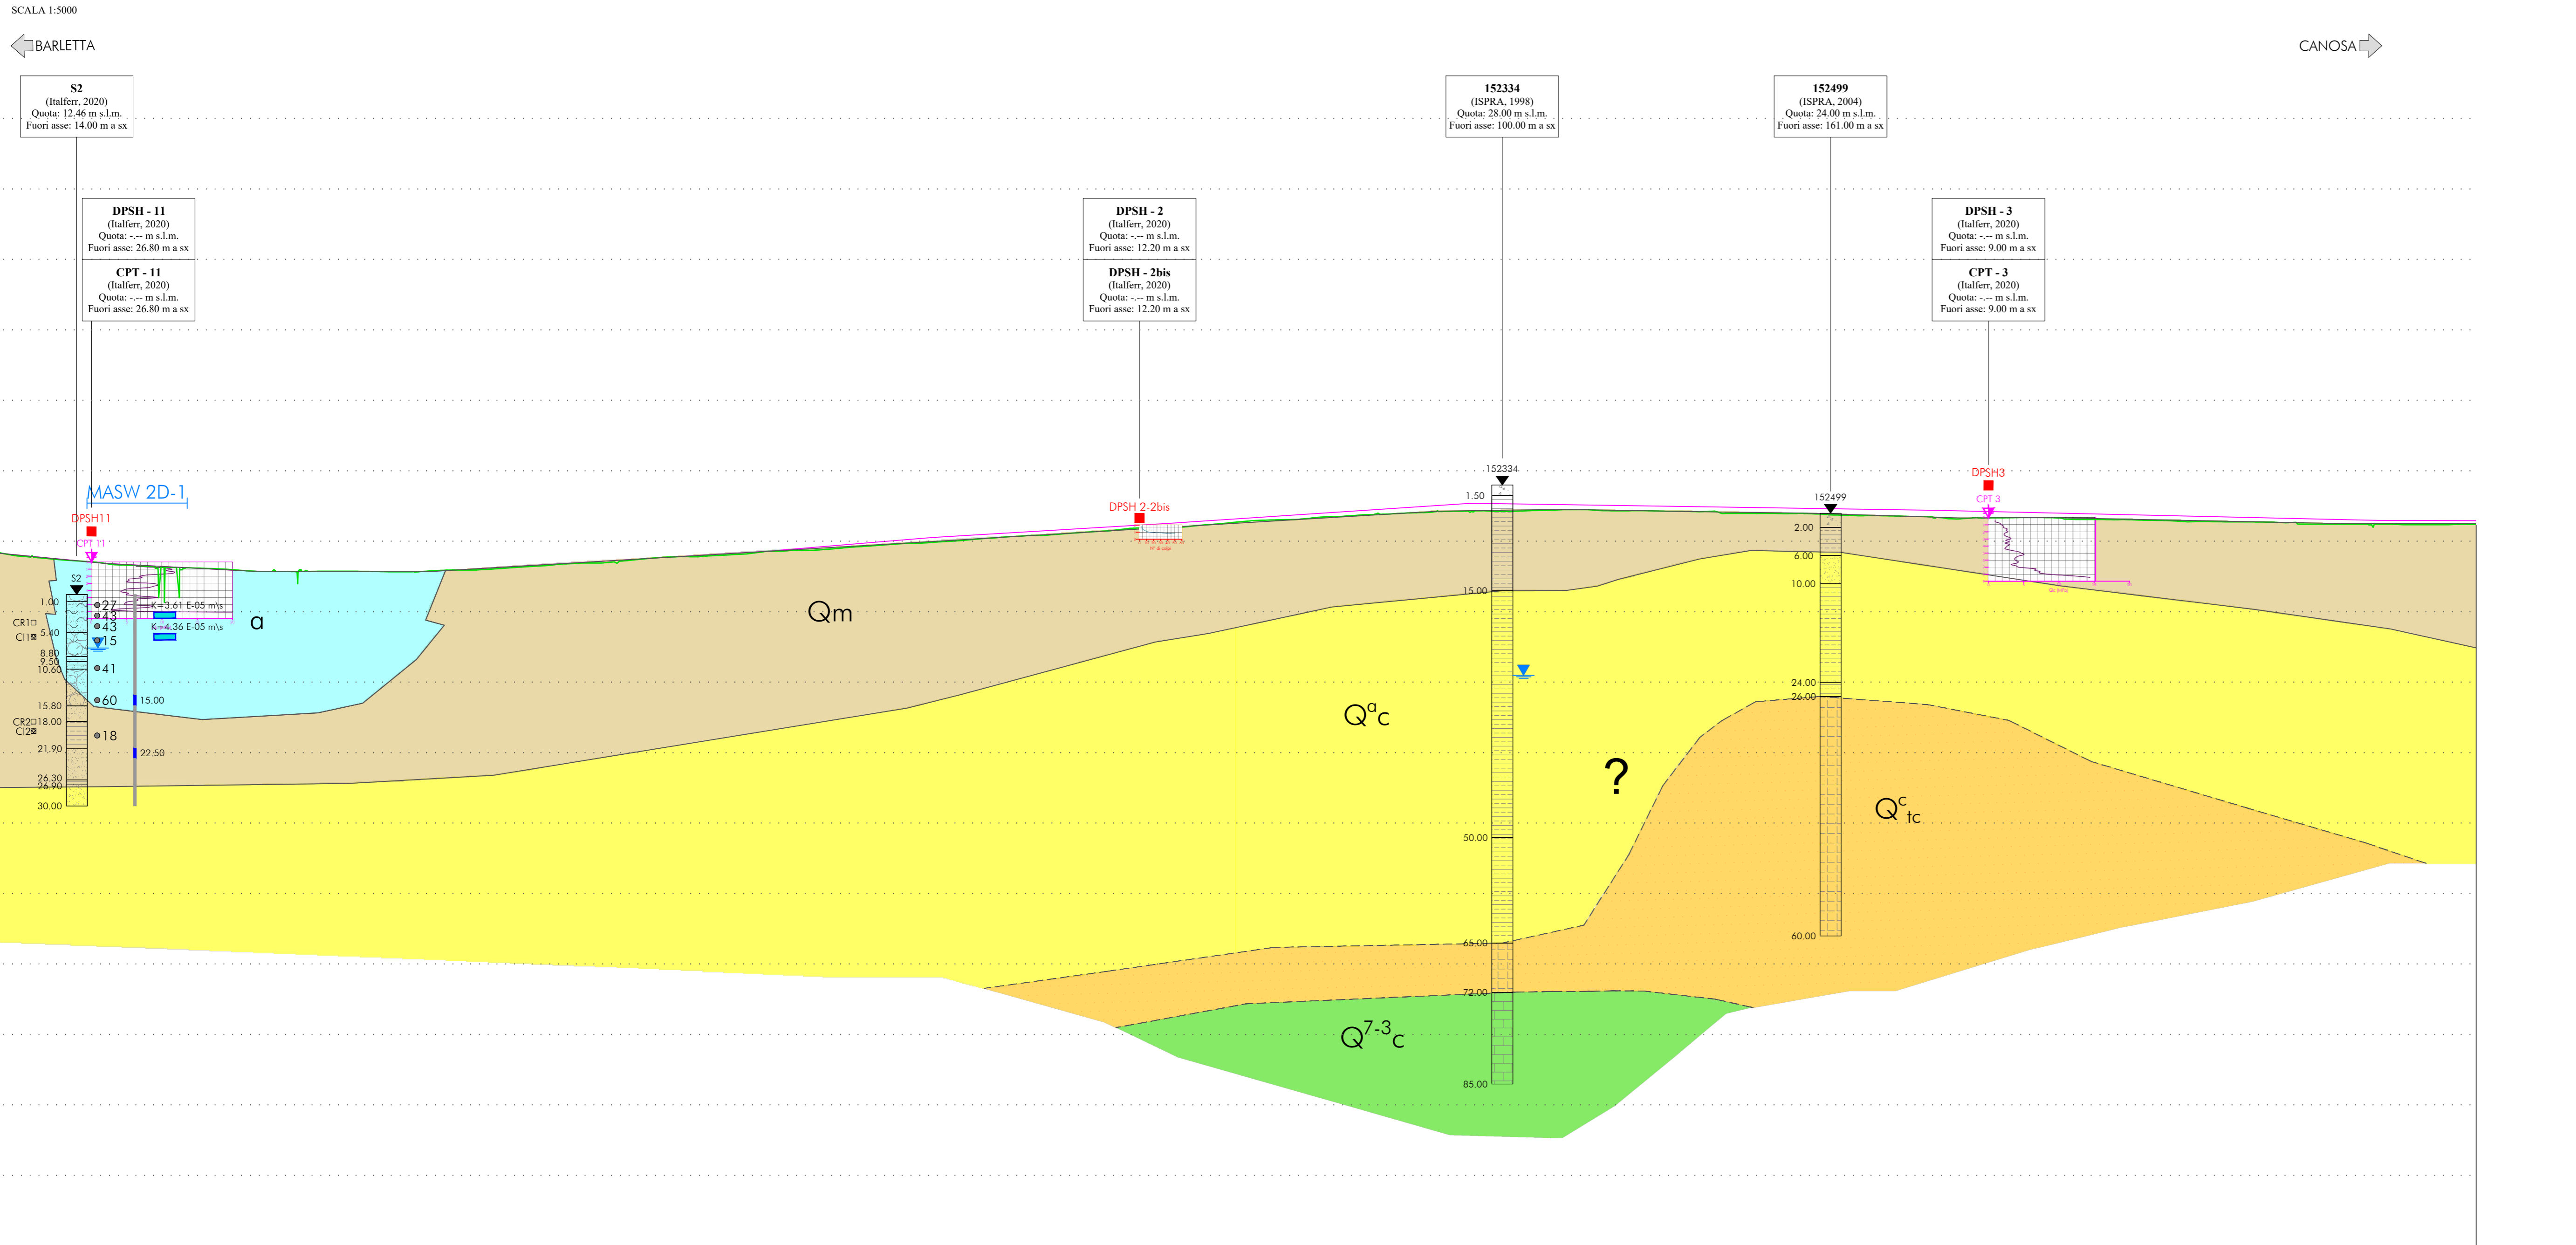 SCALA 1:5000
BARLETTA
CANOSA
S2
(Italferr, 2020)
Quota: 12.46 m s.l.m.
Fuori asse: 14.00 m a sx
152334
(ISPRA, 1998)
Quota: 28.00 m s.l.m.
Fuori asse: 100.00 m a sx
152499
(ISPRA, 2004)
Quota: 24.00 m s.l.m.
Fuori asse: 161.00 m a sx
DPSH - 11
(Italferr, 2020)
Quota: -.-- m s.l.m.
Fuori asse: 26.80 m a sx
CPT - 11
(Italferr, 2020)
Quota: -.-- m s.l.m.
Fuori asse: 26.80 m a sx
DPSH - 2
(Italferr, 2020)
Quota: -.-- m s.l.m.
Fuori asse: 12.20 m a sx
DPSH - 2bis
(Italferr, 2020)
Quota: -.-- m s.l.m.
Fuori asse: 12.20 m a sx
DPSH - 3
(Italferr, 2020)
Quota: -.-- m s.l.m.
Fuori asse: 9.00 m a sx
CPT - 3
(Italferr, 2020)
Quota: -.-- m s.l.m.
Fuori asse: 9.00 m a sx
MASW 2D-1
DPSH11
CPT 11
S2
1.00
CR1
CI1
5.40
8.80
9.50
10.60
15.80
CR2
18.00
CI2
21.90
26.30
26.90
30.00
27
43
43
15
41
60
18
K=3.61 E-05 m\s
K=4.36 E-05 m\s
15.00
22.50
a
Qm
DPSH 2-2bis
N° di colpi
152334
1.50
15.00
50.00
65.00
72.00
85.00
Qᵃc
?
Q⁷⁻³c
152499
2.00
6.00
10.00
24.00
26.00
60.00
Qᶜtc
DPSH3
CPT 3
Qc (MPa)